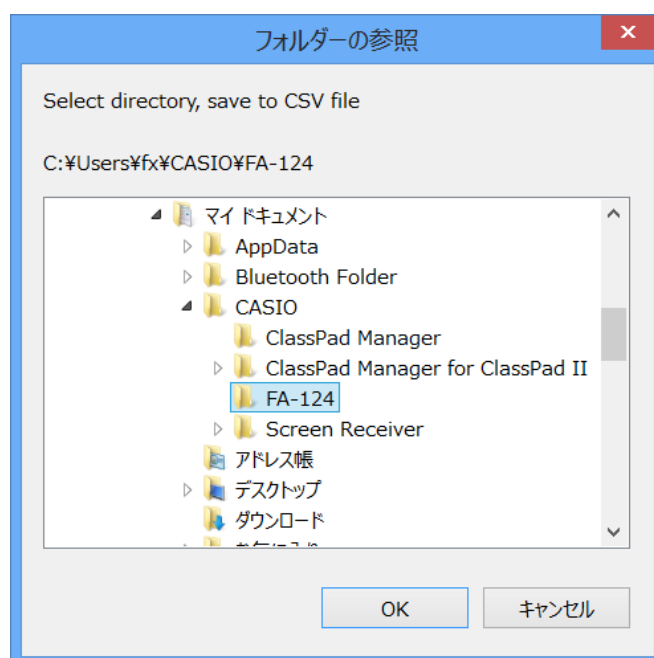 フォルダーの参照
Select directory, save to CSV file
C:¥Users¥fx¥CASIO¥FA-124
マイ ドキュメント
AppData
Bluetooth Folder
CASIO
ClassPad Manager
ClassPad Manager for ClassPad II
FA-124
Screen Receiver
アドレス帳
デスクトップ
ダウンロード
OK
キャンセル